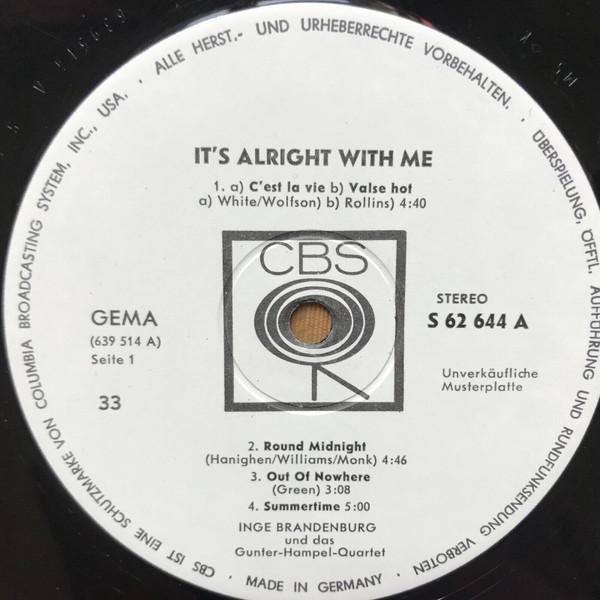 IT'S ALRIGHT WITH ME
1. a) C'est la vie b) Valse hot
a) White/Wolfson) b) Rollins) 4:40
CBS
GEMA
(639 514 A)
Seite 1
33
STEREO
S 62 644 A
Unverkäufliche
Musterplatte
2. Round Midnight
(Hanighen/Williams/Monk) 4:46
3. Out Of Nowhere
(Green) 3:08
4. Summertime 5:00
INGE BRANDENBURG
und das
Gunter-Hampel-Quartet
· ALLE HERST.- UND URHEBERRECHTE VORBEHALTEN. · ÜBERSPIELUNG, ÖFFTL. AUFFÜHRUNG UND RUNDFUNKSENDUNG VERBOTEN · MADE IN GERMANY · CBS IST EINE SCHUTZMARKE VON COLUMBIA BROADCASTING SYSTEM, INC., USA.